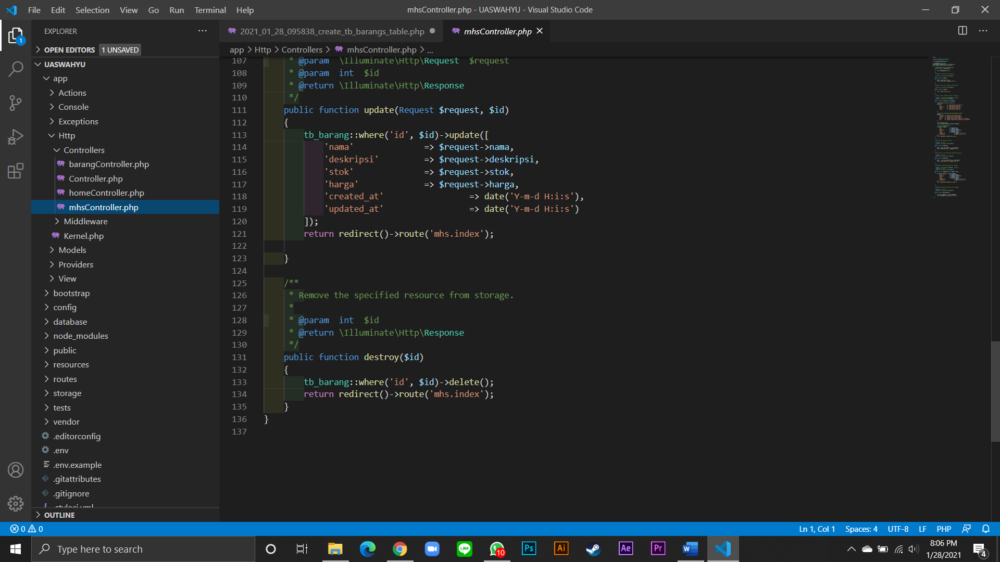 File Edit Selection View Go Run Terminal Help
mhsController.php - UASWAHYU - Visual Studio Code
EXPLORER
2021_01_28_095838_create_tb_barangs_table.php
mhsController.php
OPEN EDITORS 1 UNSAVED
app > Http > Controllers > mhsController.php > ...
1
UASWAHYU
app
Actions
Console
Exceptions
Http
Controllers
barangController.php
Controller.php
homeController.php
mhsController.php
Middleware
Kernel.php
Models
Providers
View
bootstrap
config
database
node_modules
public
resources
routes
storage
tests
vendor
.editorconfig
.env
.env.example
.gitattributes
.gitignore
.styleci.yml
OUTLINE
107 * @param  \Illuminate\Http\Request  $request
108 * @param  int  $id
109 * @return \Illuminate\Http\Response
110 */
111 public function update(Request $request, $id)
112 {
113 tb_barang::where('id', $id)->update([
114 'nama' => $request->nama,
115 'deskripsi' => $request->deskripsi,
116 'stok' => $request->stok,
117 'harga' => $request->harga,
118 'created_at' => date('Y-m-d H:i:s'),
119 'updated_at' => date('Y-m-d H:i:s')
120 ]);
121 return redirect()->route('mhs.index');
122
123 }
124
125 /**
126 * Remove the specified resource from storage.
127 *
128 * @param  int  $id
129 * @return \Illuminate\Http\Response
130 */
131 public function destroy($id)
132 {
133 tb_barang::where('id', $id)->delete();
134 return redirect()->route('mhs.index');
135 }
136 }
137
0 0
Ln 1, Col 1 Spaces: 4 UTF-8 LF PHP
Type here to search
LINE
10
Ps
Ai
Ae
Pr
W
8:06 PM
1/28/2021
4